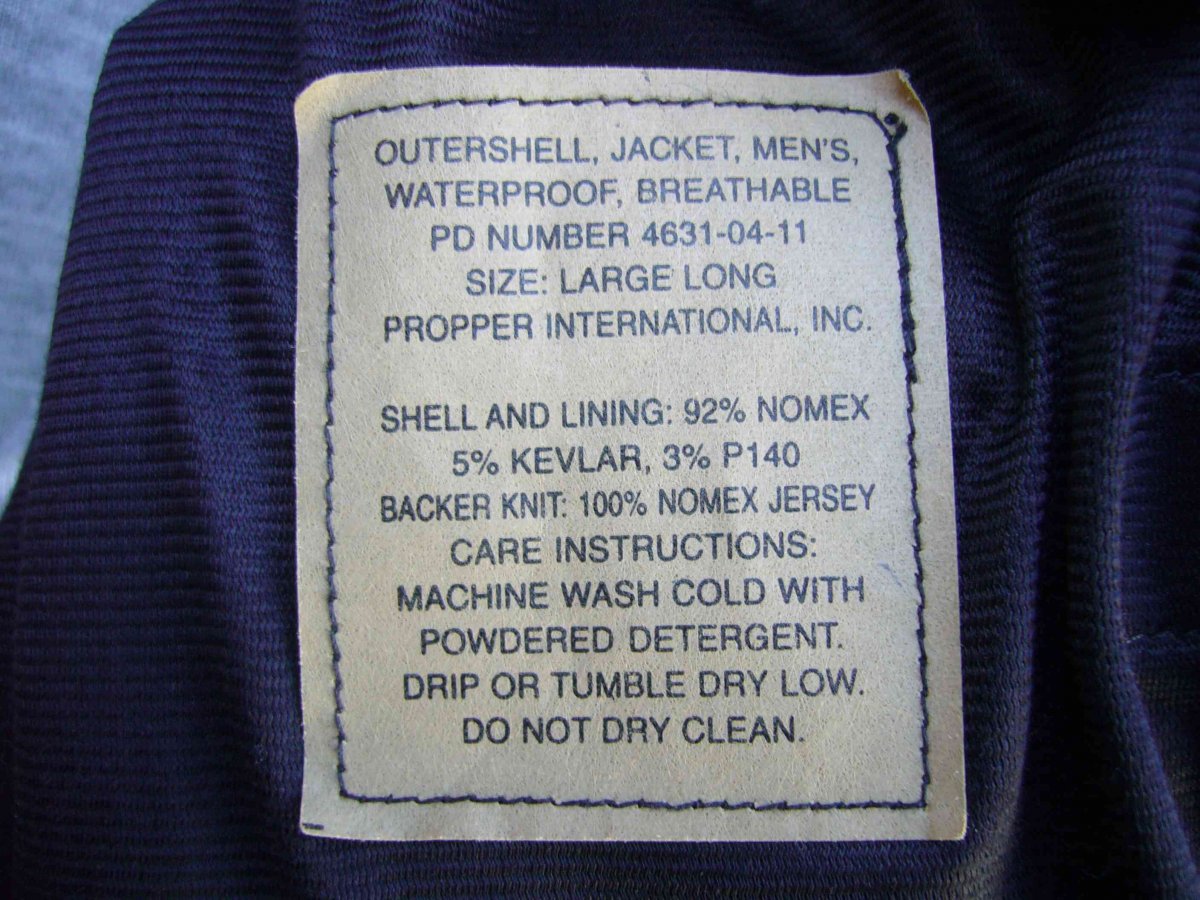 OUTERSHELL, JACKET, MEN'S,
WATERPROOF, BREATHABLE
PD NUMBER 4631-04-11
SIZE: LARGE LONG
PROPPER INTERNATIONAL, INC.
SHELL AND LINING: 92% NOMEX
5% KEVLAR, 3% P140
BACKER KNIT: 100% NOMEX JERSEY
CARE INSTRUCTIONS:
MACHINE WASH COLD WITH
POWDERED DETERGENT.
DRIP OR TUMBLE DRY LOW.
DO NOT DRY CLEAN.